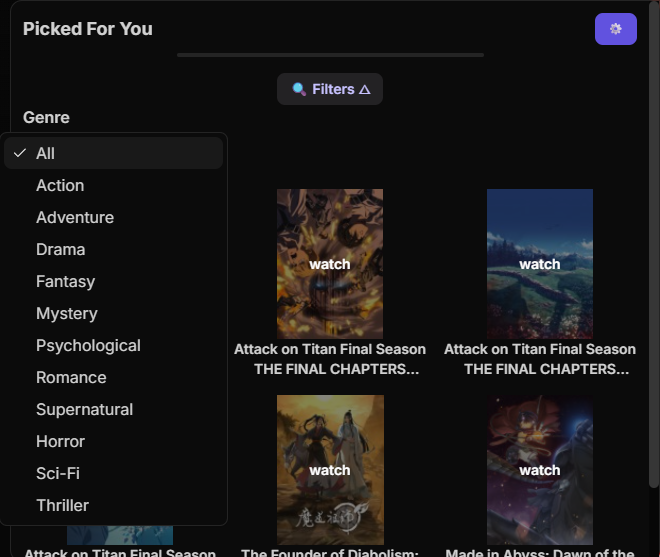 Picked For You
Filters
Genre
All
Action
Adventure
Drama
Fantasy
Mystery
Psychological
Romance
Supernatural
Horror
Sci-Fi
Thriller
watch
watch
Attack on Titan Final Season
THE FINAL CHAPTERS...
Attack on Titan Final Season
THE FINAL CHAPTERS...
watch
魔道祖师
watch
Attack on Titan Final Season
The Founder of Diabolism:
Made in Abyss: Dawn of the